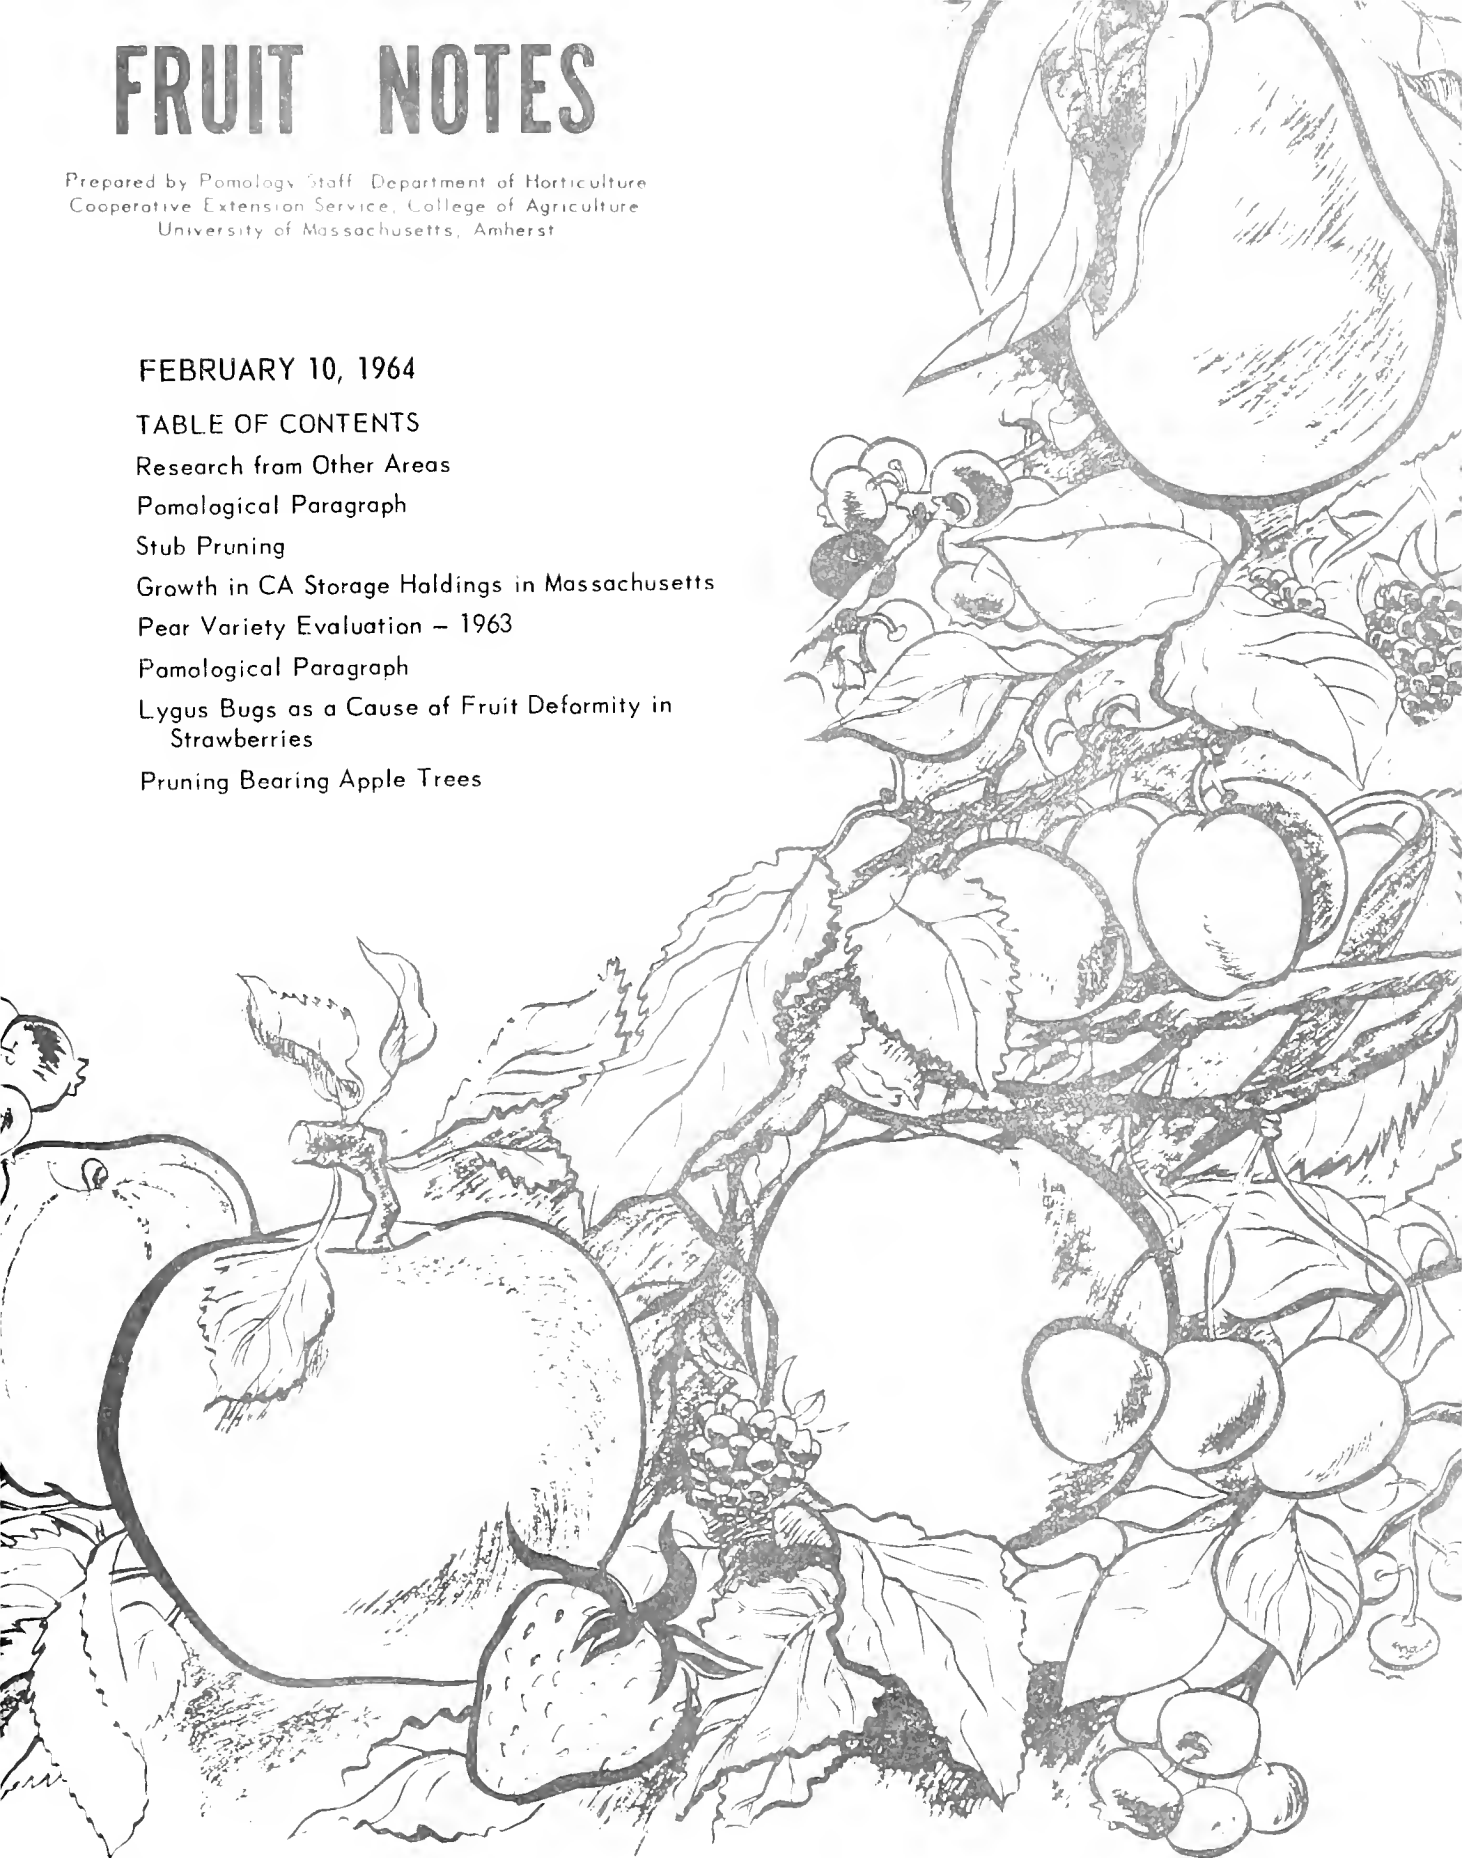 FRUIT NOTES
Prepared by Pomology Staff Department of Horticulture
Cooperative Extension Service, College of Agriculture
University of Massachusetts, Amherst
FEBRUARY 10, 1964
TABLE OF CONTENTS
Research from Other Areas
Pomological Paragraph
Stub Pruning
Growth in CA Storage Holdings in Massachusetts
Pear Variety Evaluation – 1963
Pomological Paragraph
Lygus Bugs as a Cause of Fruit Deformity in
Strawberries
Pruning Bearing Apple Trees